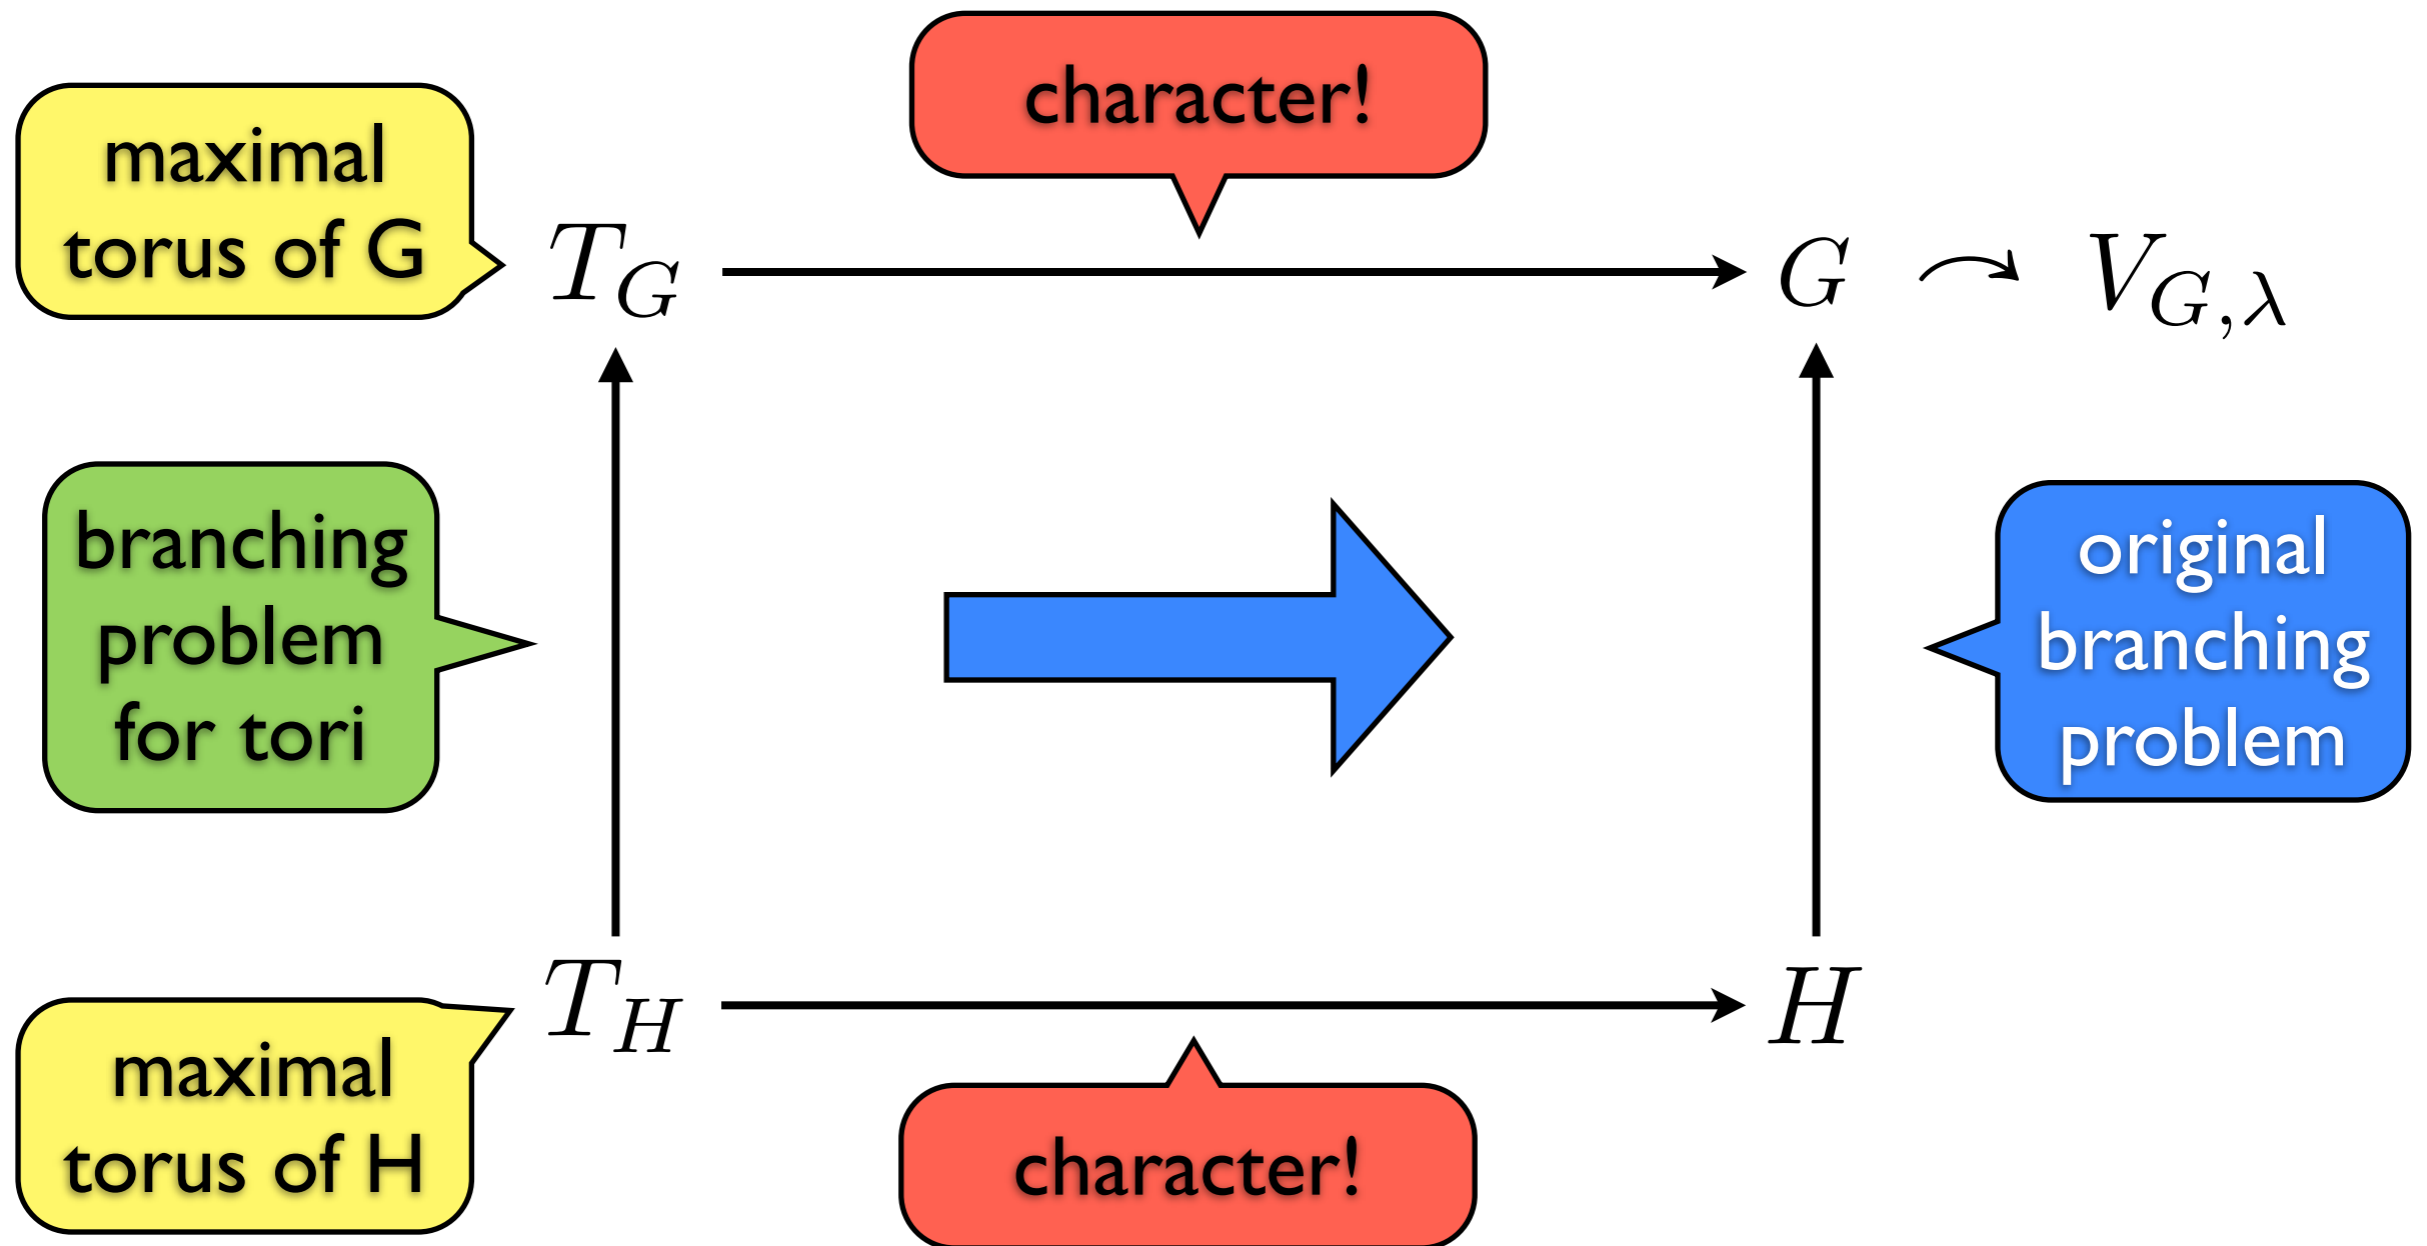 character!
maximal
torus of G
T_G
G
V_{G,λ}
branching
problem
for tori
original
branching
problem
T_H
H
maximal
torus of H
character!